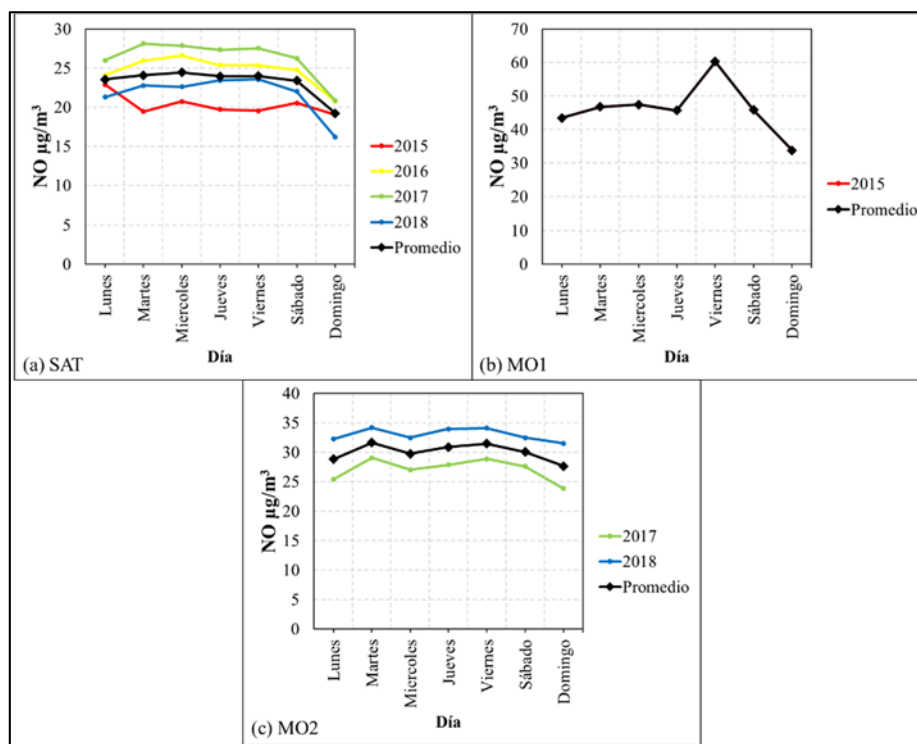 30
25
20
15
10
5
0
NO µg/m³
Lunes
Martes
Miercoles
Jueves
Viernes
Sábado
Domingo
Día
2015
2016
2017
2018
Promedio
(a) SAT
70
60
50
40
30
20
10
0
NO µg/m³
Lunes
Martes
Miercoles
Jueves
Viernes
Sábado
Domingo
Día
2015
Promedio
(b) MO1
40
35
30
25
20
15
10
5
0
NO µg/m³
Lunes
Martes
Miercoles
Jueves
Viernes
Sábado
Domingo
Día
2017
2018
Promedio
(c) MO2